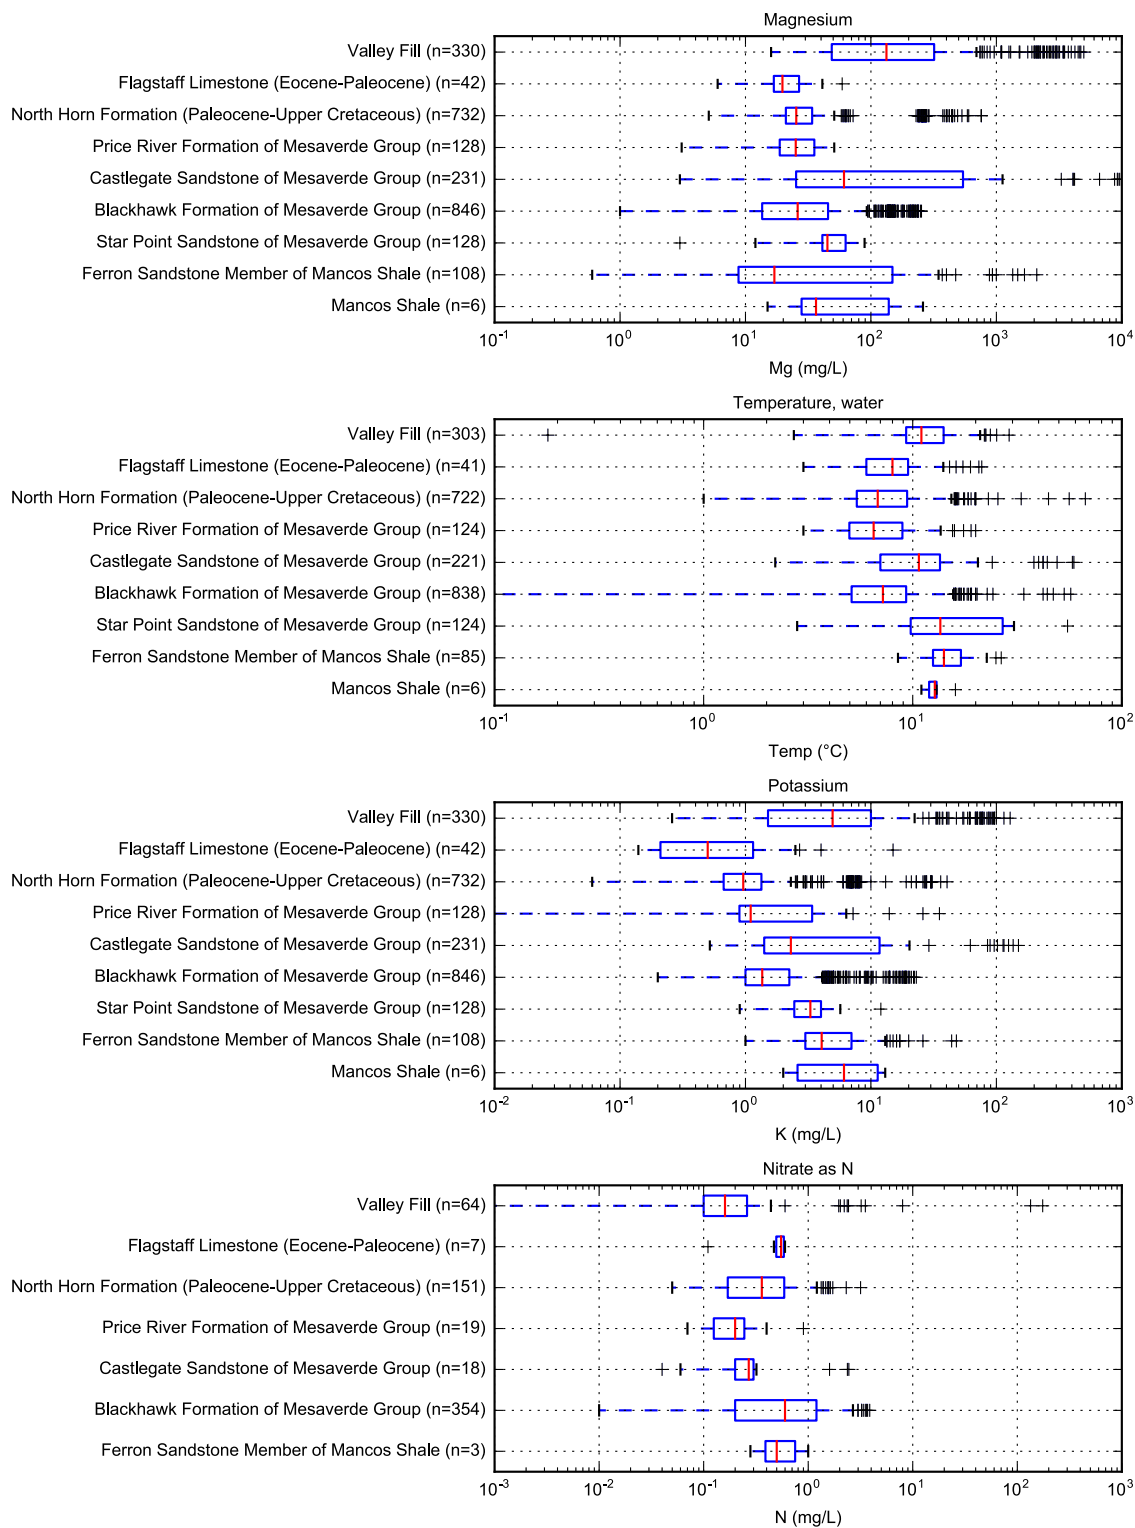 Magnesium
Valley Fill (n=330)
Flagstaff Limestone (Eocene-Paleocene) (n=42)
North Horn Formation (Paleocene-Upper Cretaceous) (n=732)
Price River Formation of Mesaverde Group (n=128)
Castlegate Sandstone of Mesaverde Group (n=231)
Blackhawk Formation of Mesaverde Group (n=846)
Star Point Sandstone of Mesaverde Group (n=128)
Ferron Sandstone Member of Mancos Shale (n=108)
Mancos Shale (n=6)
10⁻¹ 10⁰ 10¹ 10² 10³ 10⁴
Mg (mg/L)
Temperature, water
Valley Fill (n=303)
Flagstaff Limestone (Eocene-Paleocene) (n=41)
North Horn Formation (Paleocene-Upper Cretaceous) (n=722)
Price River Formation of Mesaverde Group (n=124)
Castlegate Sandstone of Mesaverde Group (n=221)
Blackhawk Formation of Mesaverde Group (n=838)
Star Point Sandstone of Mesaverde Group (n=124)
Ferron Sandstone Member of Mancos Shale (n=85)
Mancos Shale (n=6)
10⁻¹ 10⁰ 10¹ 10²
Temp (°C)
Potassium
Valley Fill (n=330)
Flagstaff Limestone (Eocene-Paleocene) (n=42)
North Horn Formation (Paleocene-Upper Cretaceous) (n=732)
Price River Formation of Mesaverde Group (n=128)
Castlegate Sandstone of Mesaverde Group (n=231)
Blackhawk Formation of Mesaverde Group (n=846)
Star Point Sandstone of Mesaverde Group (n=128)
Ferron Sandstone Member of Mancos Shale (n=108)
Mancos Shale (n=6)
10⁻² 10⁻¹ 10⁰ 10¹ 10² 10³
K (mg/L)
Nitrate as N
Valley Fill (n=64)
Flagstaff Limestone (Eocene-Paleocene) (n=7)
North Horn Formation (Paleocene-Upper Cretaceous) (n=151)
Price River Formation of Mesaverde Group (n=19)
Castlegate Sandstone of Mesaverde Group (n=18)
Blackhawk Formation of Mesaverde Group (n=354)
Ferron Sandstone Member of Mancos Shale (n=3)
10⁻³ 10⁻² 10⁻¹ 10⁰ 10¹ 10² 10³
N (mg/L)